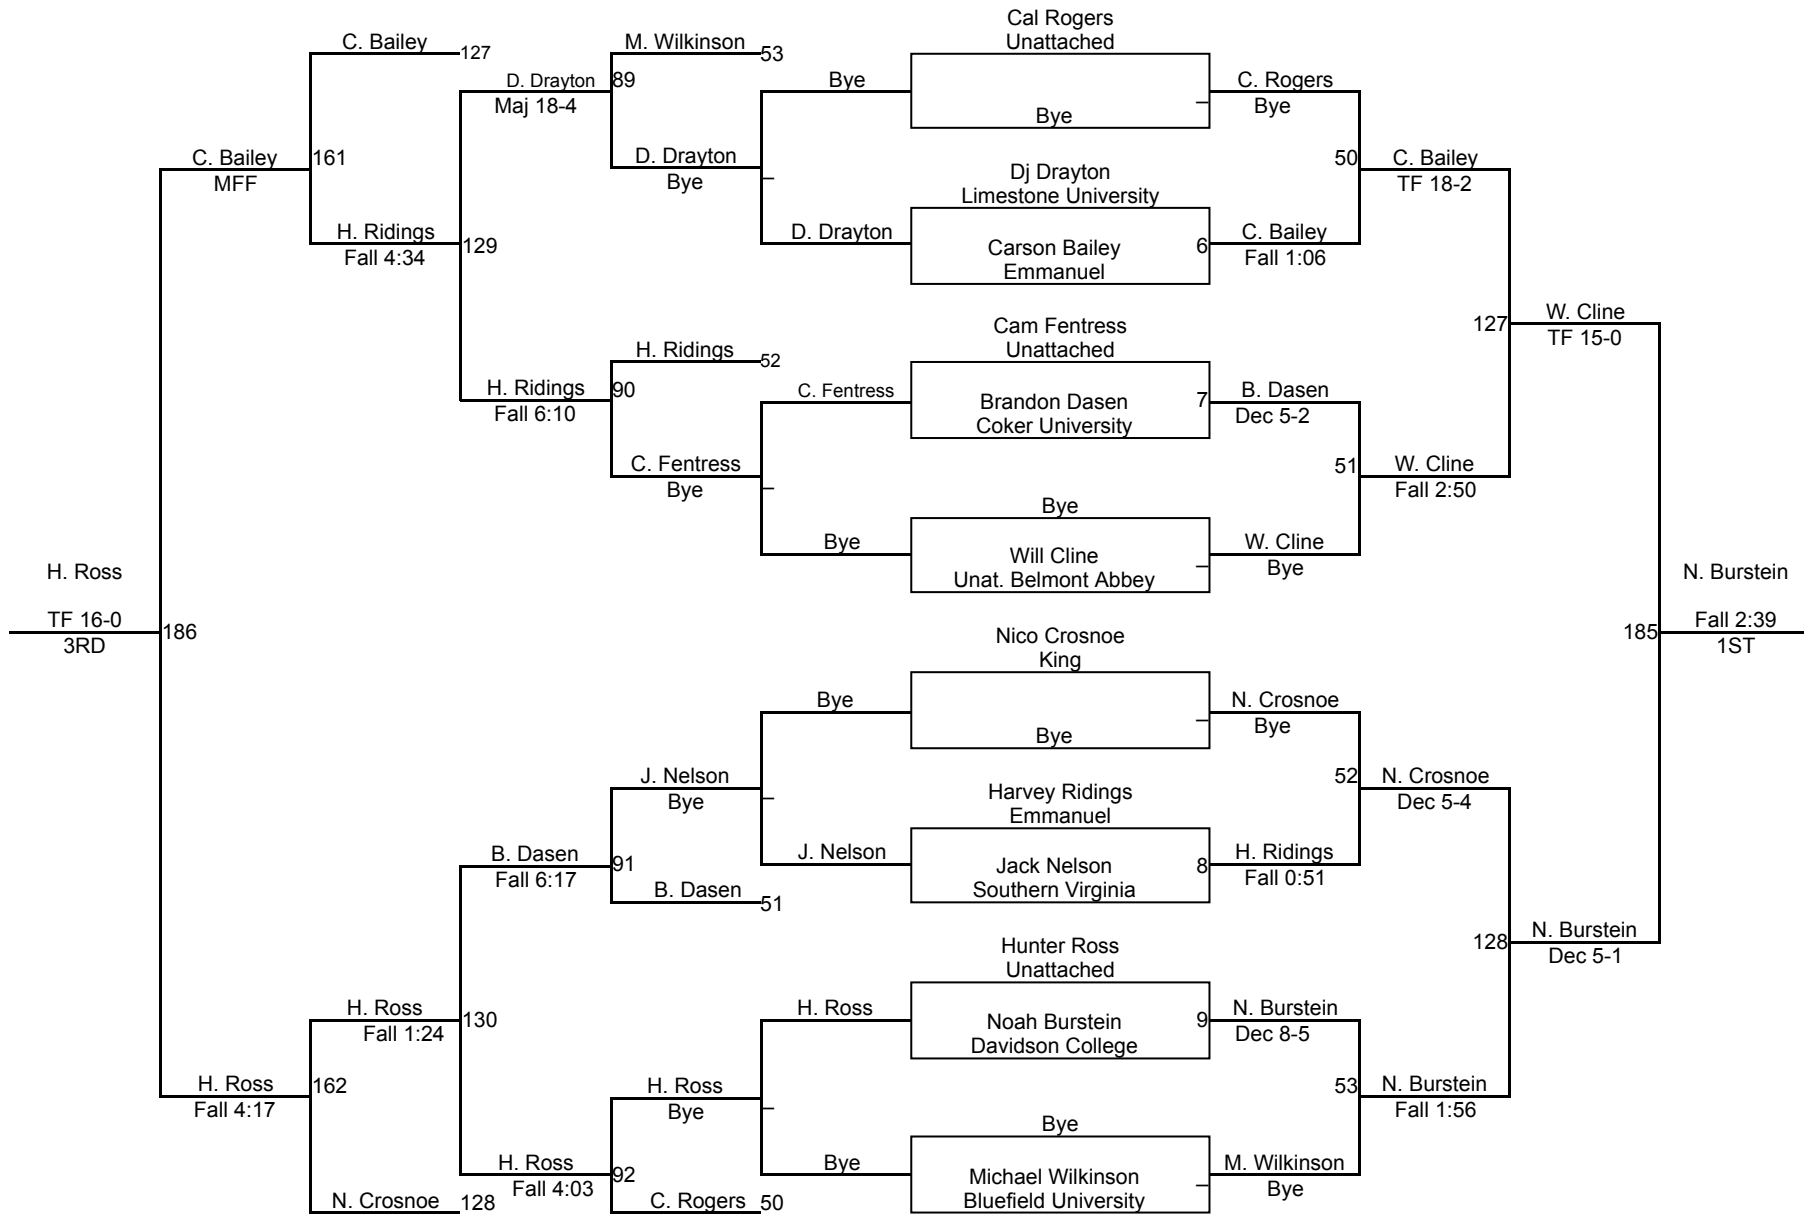 Cal Rogers
Unattached
C. Bailey
127
M. Wilkinson
53
D. Drayton
89
Maj 18-4
Bye
Bye
C. Rogers
Bye
D. Drayton
Bye
C. Bailey
MFF
161
Dj Drayton
Limestone University
50
C. Bailey
TF 18-2
H. Ridings
Fall 4:34
129
D. Drayton
Carson Bailey
Emmanuel
6
C. Bailey
Fall 1:06
Cam Fentress
Unattached
127
W. Cline
TF 15-0
H. Ridings
52
H. Ridings
90
Fall 6:10
C. Fentress
Brandon Dasen
Coker University
7
B. Dasen
Dec 5-2
C. Fentress
Bye
51
W. Cline
Fall 2:50
Bye
Bye
Will Cline
Unat. Belmont Abbey
W. Cline
Bye
H. Ross
TF 16-0
3RD
186
N. Burstein
185
Fall 2:39
1ST
Nico Crosnoe
King
Bye
Bye
N. Crosnoe
Bye
J. Nelson
Bye
Harvey Ridings
Emmanuel
52
N. Crosnoe
Dec 5-4
B. Dasen
91
Fall 6:17
J. Nelson
Jack Nelson
Southern Virginia
8
H. Ridings
Fall 0:51
B. Dasen
51
Hunter Ross
Unattached
128
N. Burstein
Dec 5-1
H. Ross
Fall 1:24
130
H. Ross
Noah Burstein
Davidson College
9
N. Burstein
Dec 8-5
H. Ross
Fall 4:17
162
H. Ross
Bye
53
N. Burstein
Fall 1:56
Bye
H. Ross
92
Fall 4:03
Bye
Michael Wilkinson
Bluefield University
M. Wilkinson
Bye
N. Crosnoe
128
C. Rogers
50